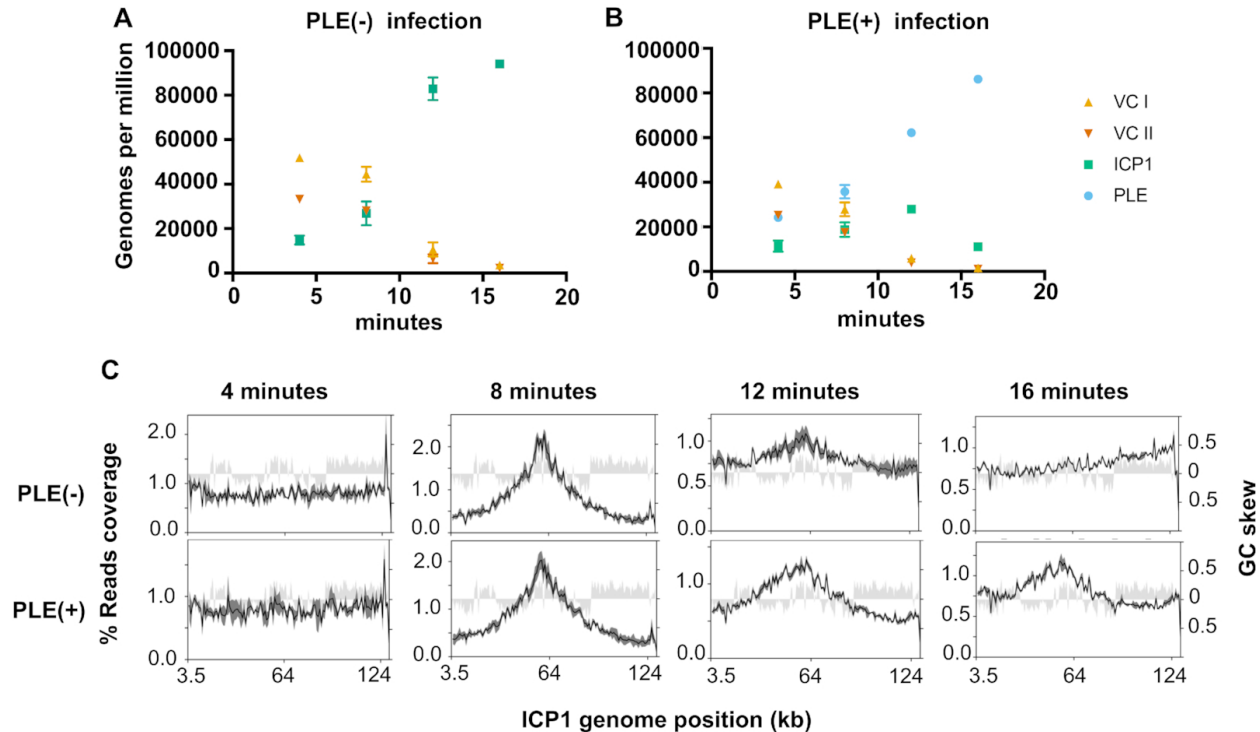 A
PLE(-) infection
Genomes per million
100000
80000
60000
40000
20000
0
0 5 10 15 20
minutes
B
PLE(+) infection
100000
80000
60000
40000
20000
0
0 5 10 15 20
minutes
VC I
VC II
ICP1
PLE
C
4 minutes 8 minutes 12 minutes 16 minutes
PLE(-)
PLE(+)
% Reads coverage
2.0
1.0
0.0
2.0
1.0
0.0
1.0
0.5
0.0
1.0
0.5
0.0
0.5
0
0.5
1.0
0.0
2.0
1.0
0.0
1.0
0.5
0.0
1.0
0.5
0.0
0.5
0
0.5
GC skew
3.5 64 124 3.5 64 124 3.5 64 124 3.5 64 124
ICP1 genome position (kb)